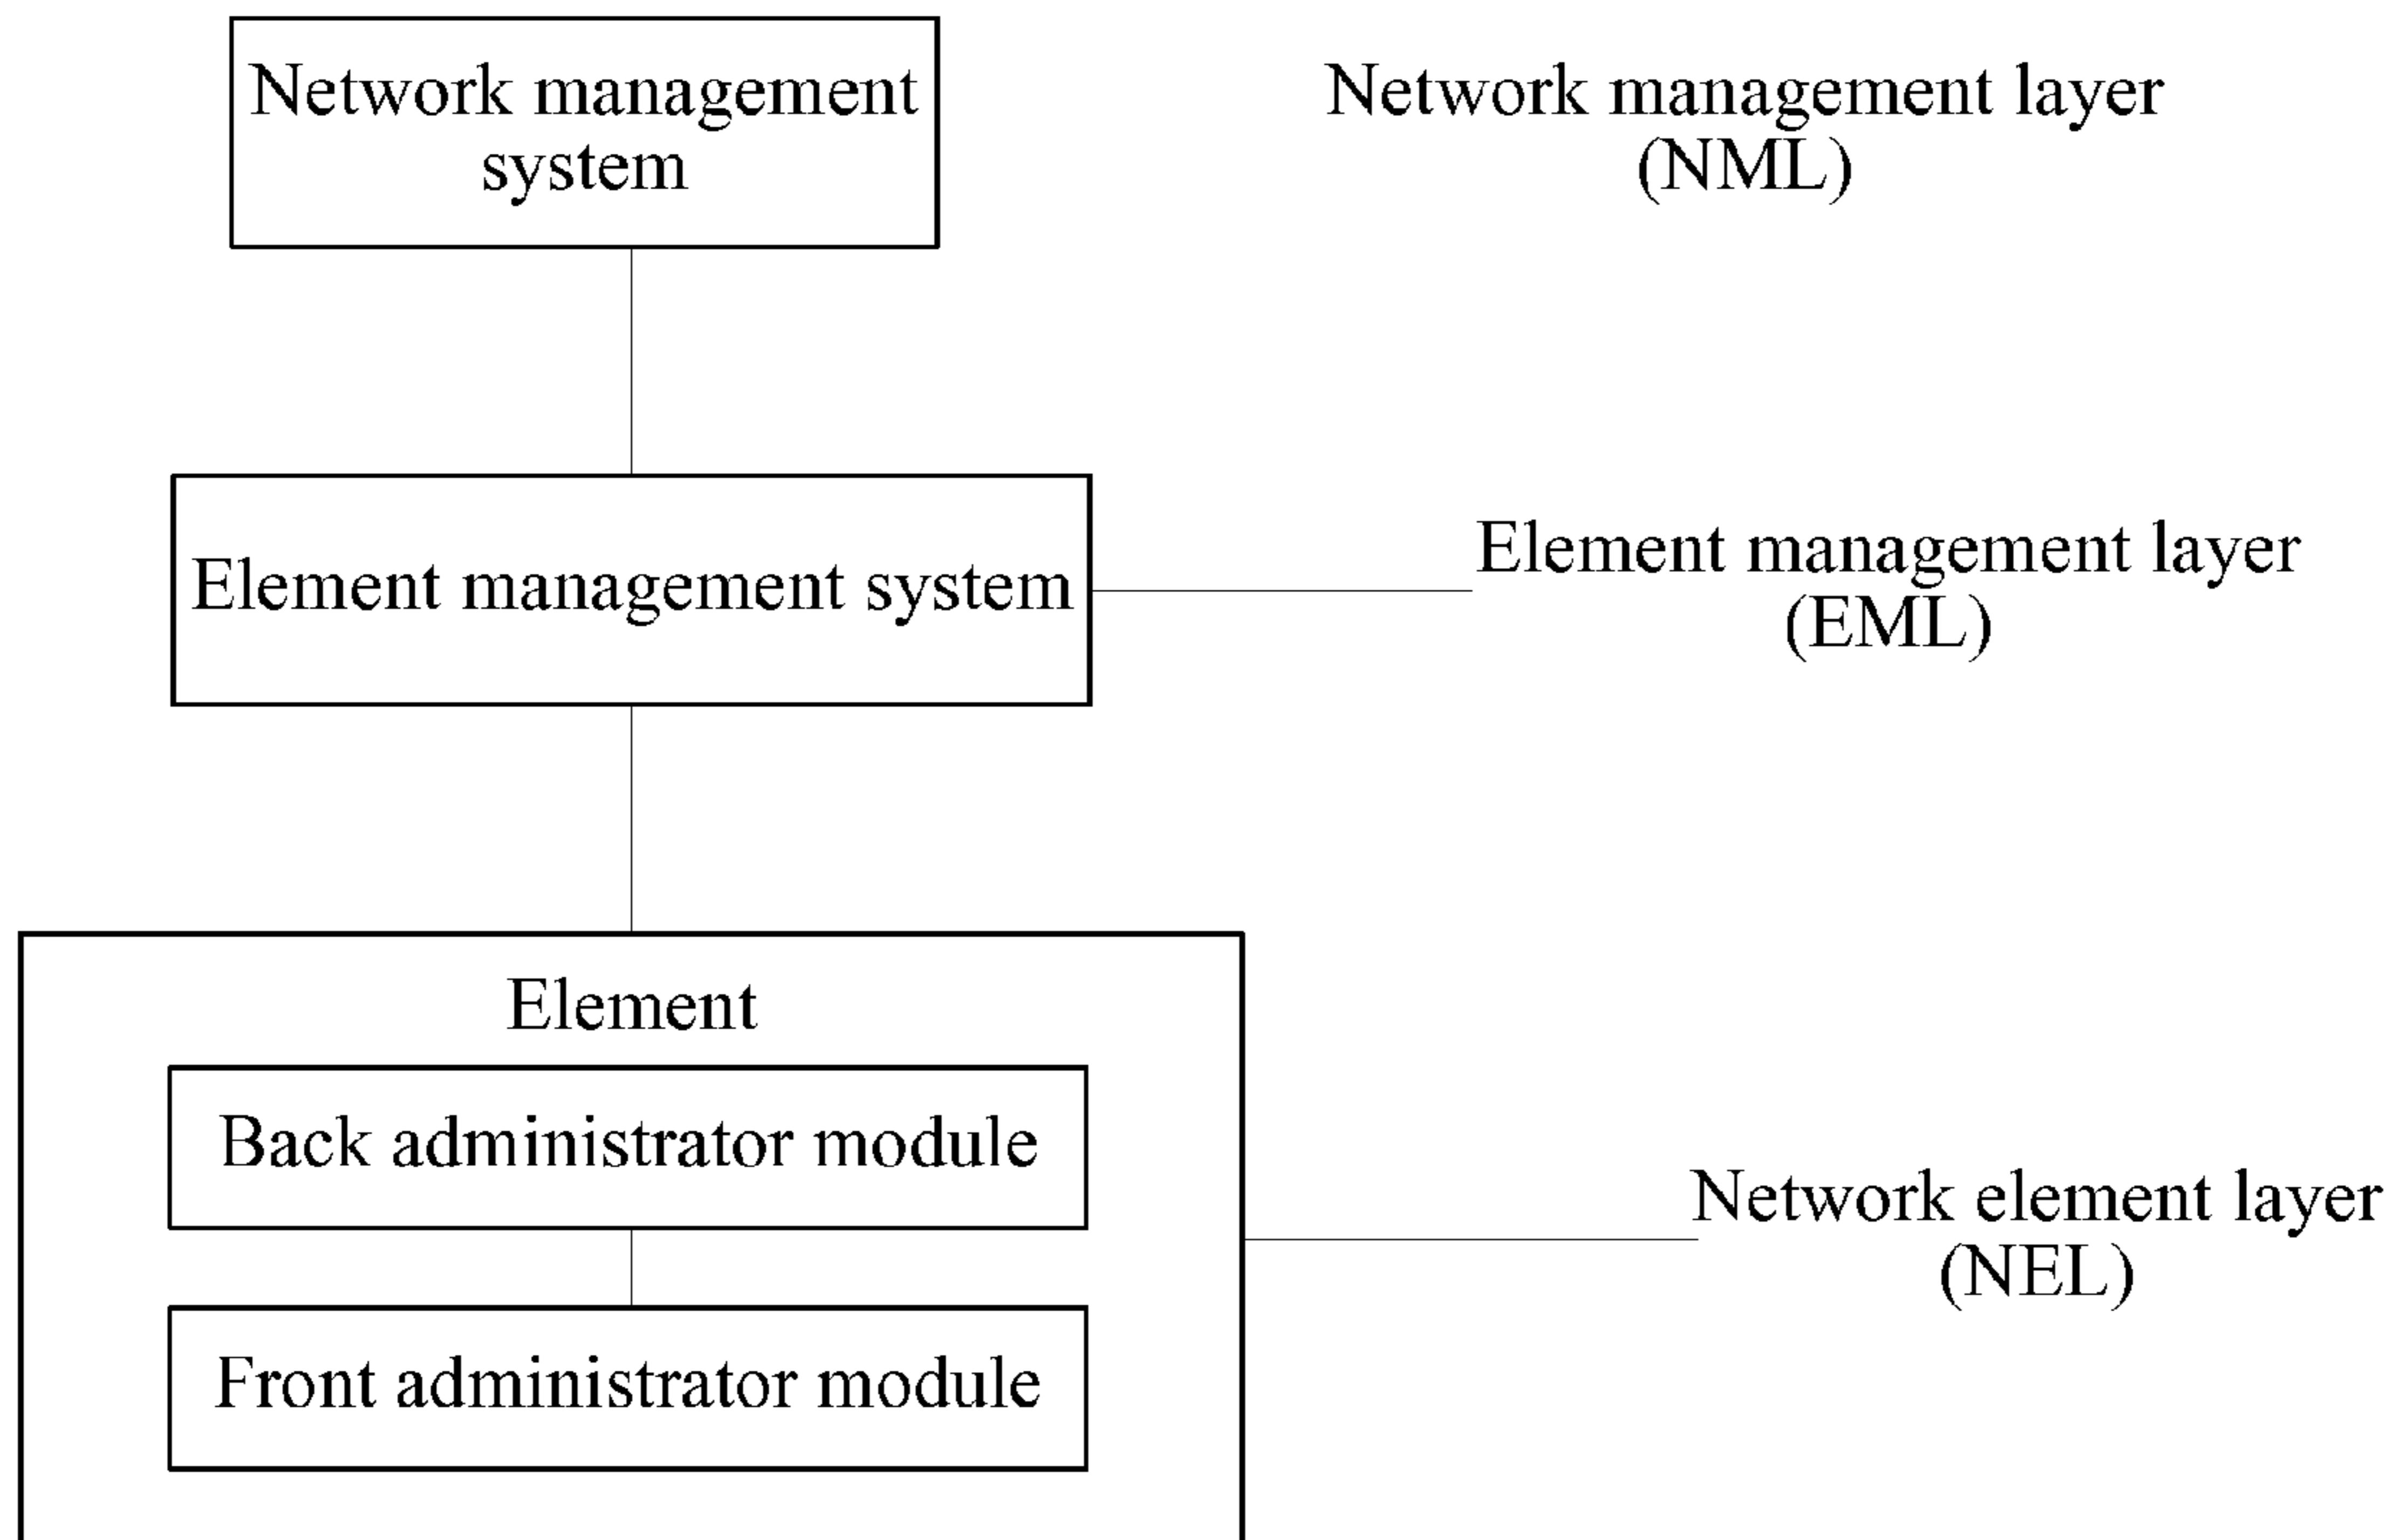 Network management
system
Network management layer
(NML)
Element management system
Element management layer
(EML)
Element
Back administrator module
Network element layer
(NEL)
Front administrator module